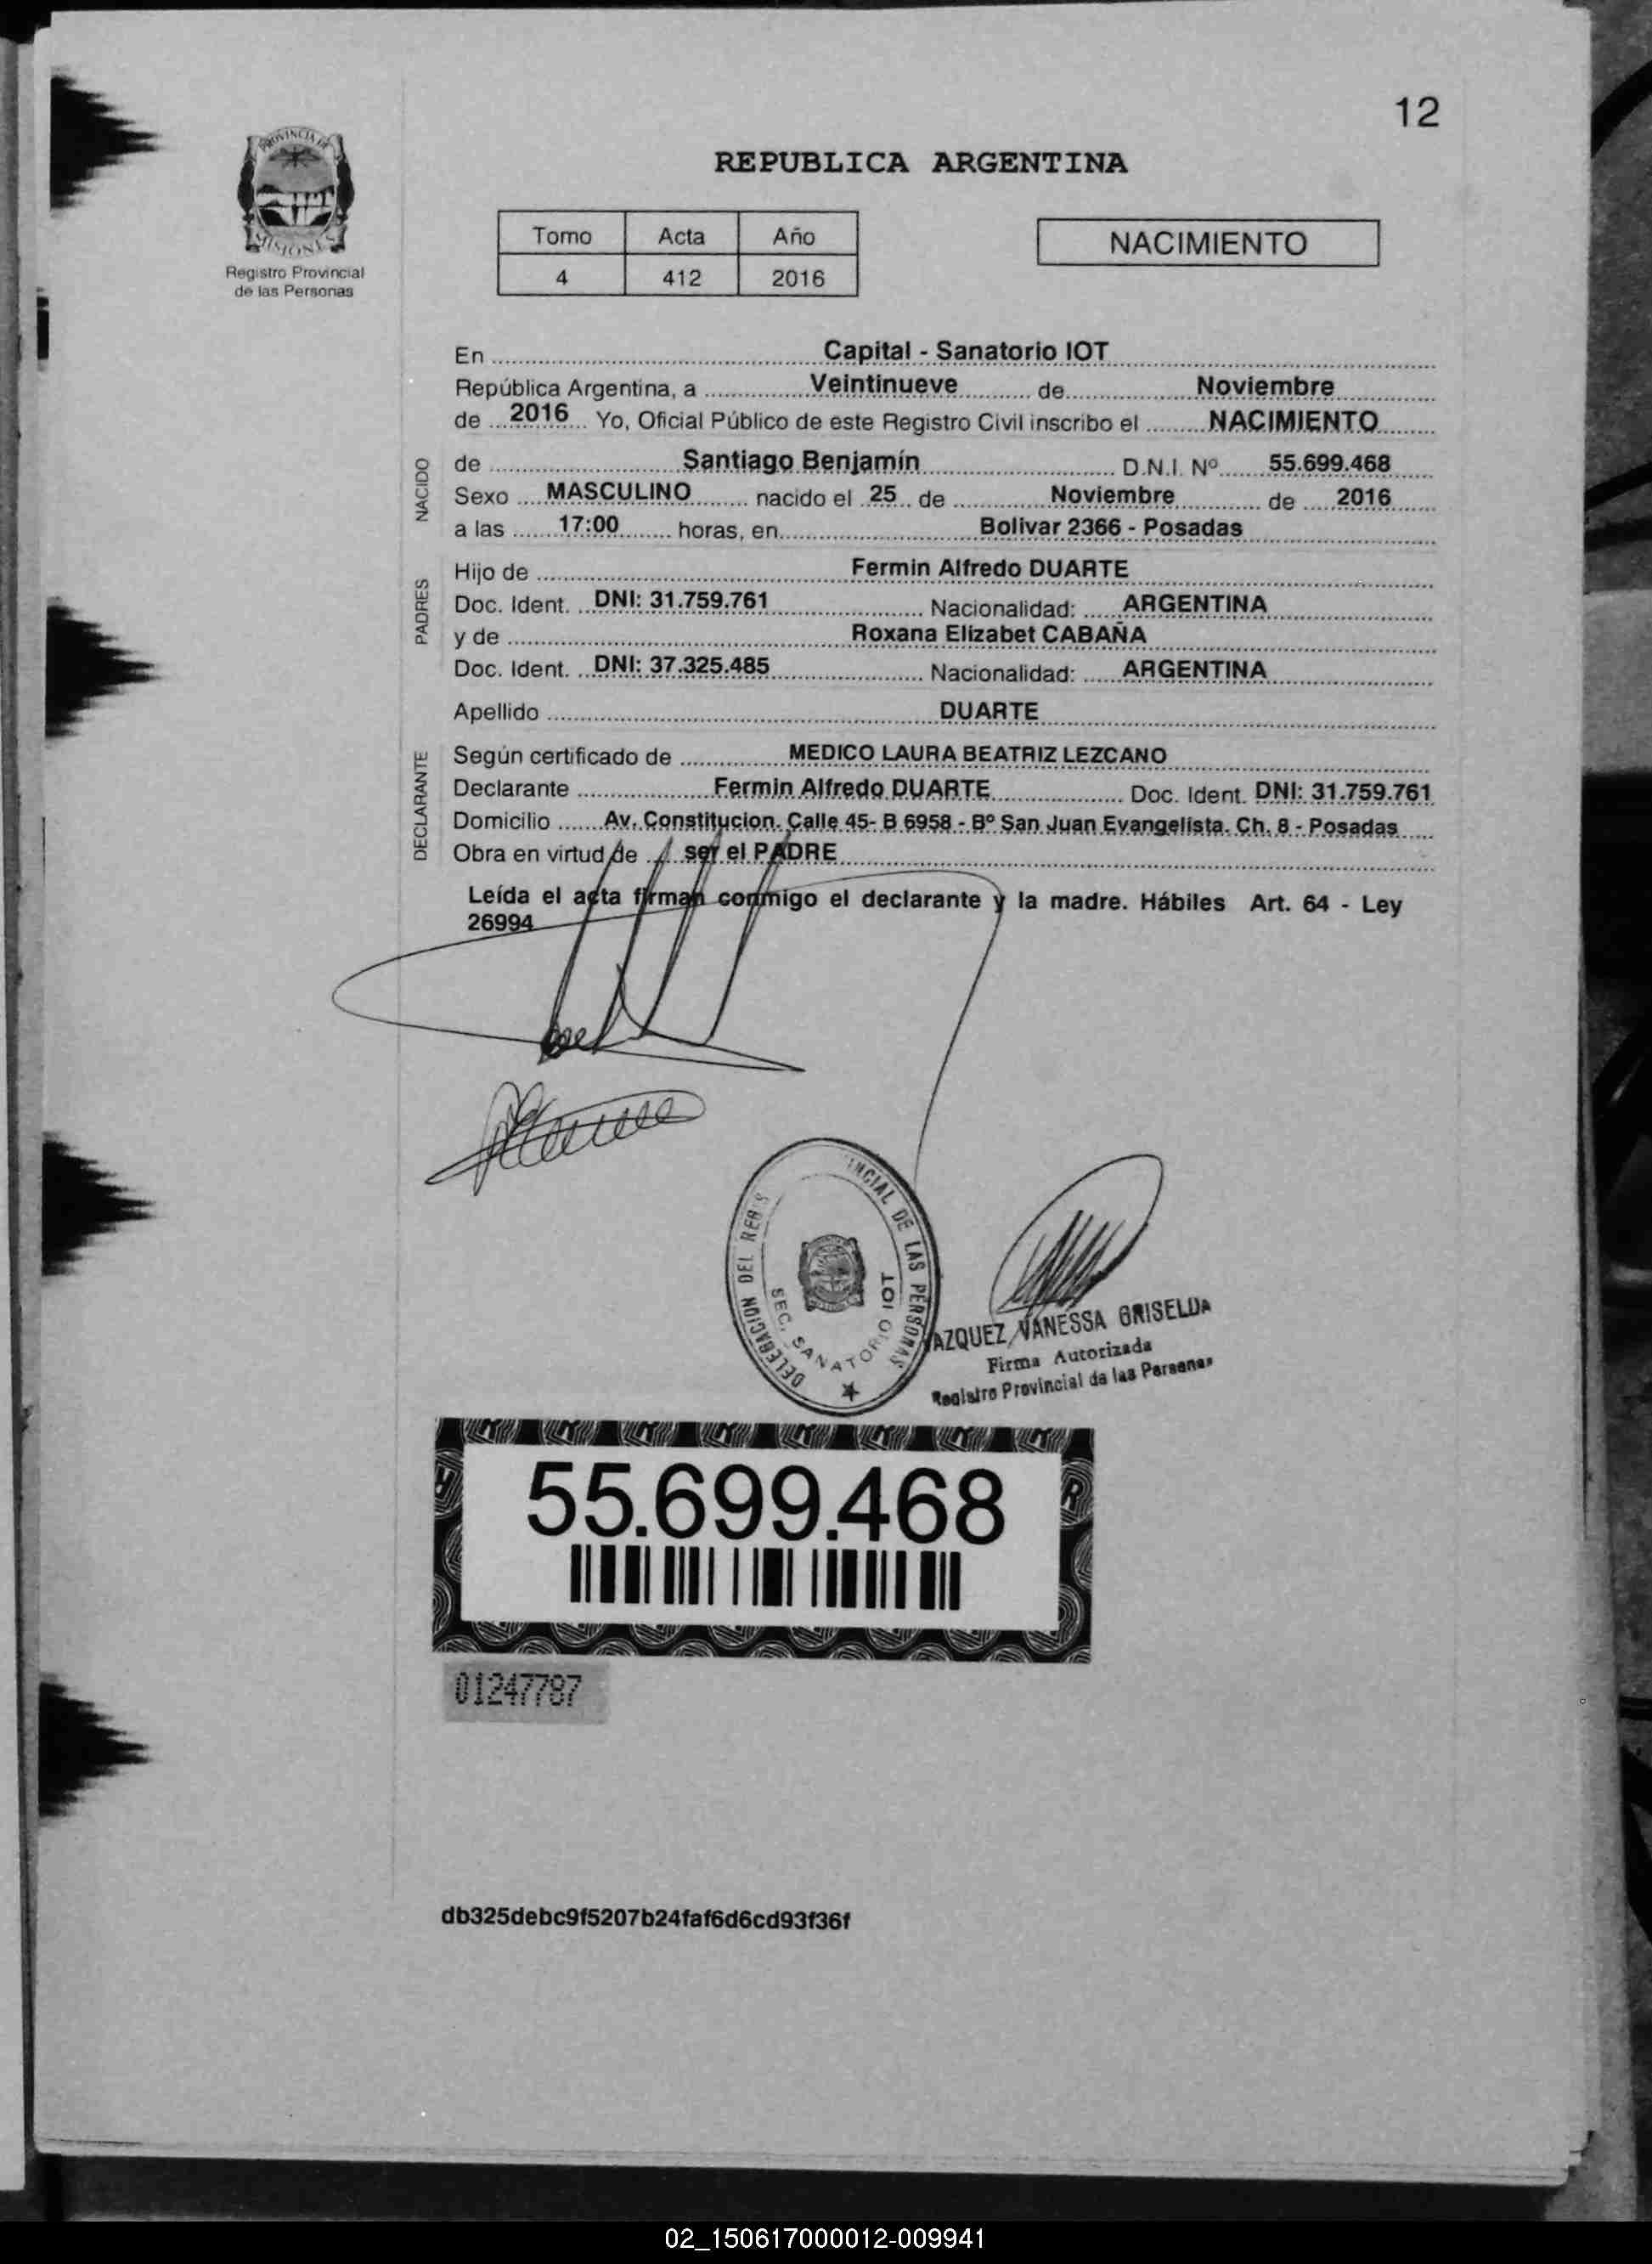 12
PROVINCIA DE
MISIONES
Registro Provincial
de las Personas
REPUBLICA ARGENTINA
Tomo Acta Año
4 412 2016
NACIMIENTO
En Capital - Sanatorio IOT
República Argentina, a Veintinueve de Noviembre
de 2016 Yo, Oficial Público de este Registro Civil inscribo el NACIMIENTO
NACIDO
de Santiago Benjamín D.N.I. Nº 55.699.468
Sexo MASCULINO nacido el 25 de Noviembre de 2016
a las 17:00 horas, en Bolivar 2366 - Posadas
PADRES
Hijo de Fermin Alfredo DUARTE
Doc. Ident. DNI: 31.759.761 Nacionalidad: ARGENTINA
y de Roxana Elizabet CABAÑA
Doc. Ident. DNI: 37.325.485 Nacionalidad: ARGENTINA
Apellido DUARTE
DECLARANTE
Según certificado de MEDICO LAURA BEATRIZ LEZCANO
Declarante Fermin Alfredo DUARTE Doc. Ident. DNI: 31.759.761
Domicilio Av. Constitucion. Calle 45- B 6958 - Bº San Juan Evangelista. Ch. 8 - Posadas
Obra en virtud de ser el PADRE
Leída el acta firman conmigo el declarante y la madre. Hábiles Art. 64 - Ley
26994
DELEGACION DEL INCIAL DE LAS PERSONAS
SEC. SANATORIO IOT
AZQUEZ VANESSA GRISELDA
Firma Autorizada
Registro Provincial de las Personas
55.699.468
01247787
db325debc9f5207b24faf6d6cd93f36f
02_150617000012-009941